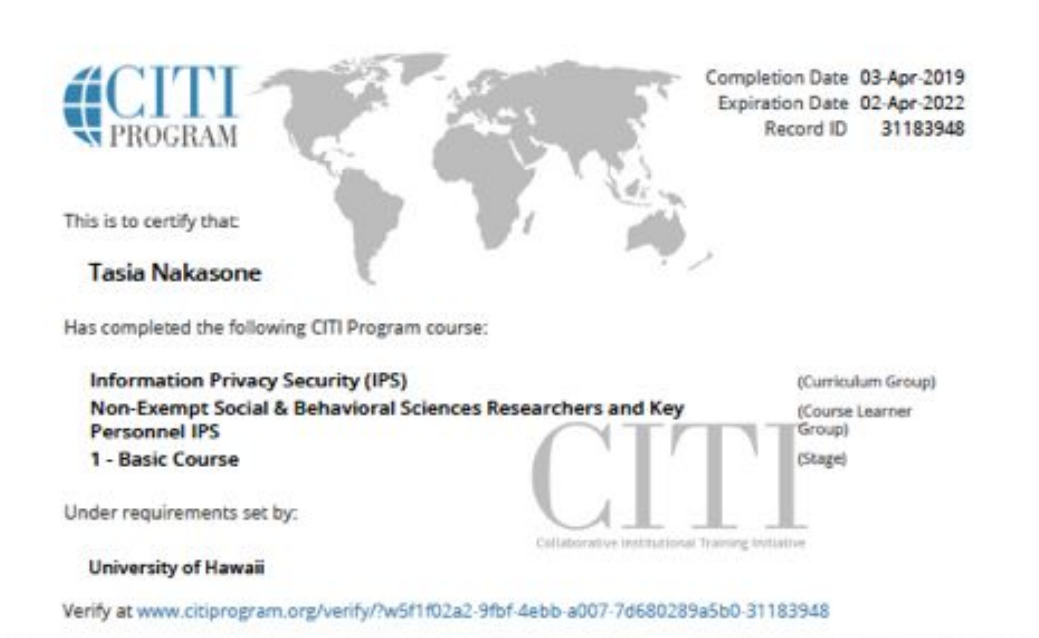 CITI
PROGRAM
Completion Date 03-Apr-2019
Expiration Date 02-Apr-2022
Record ID 31183948
This is to certify that:
Tasia Nakasone
Has completed the following CITI Program course:
Information Privacy Security (IPS) (Curriculum Group)
Non-Exempt Social & Behavioral Sciences Researchers and Key (Course Learner
Personnel IPS Group)
1 - Basic Course (Stage)
CITI
Collaborative Institutional Training Initiative
Under requirements set by:
University of Hawaii
Verify at www.citiprogram.org/verify/?w5f1f02a2-9fbf-4ebb-a007-7d680289a5b0-31183948